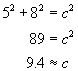 5² + 8² = c²
89 = c²
9.4 ≈ c